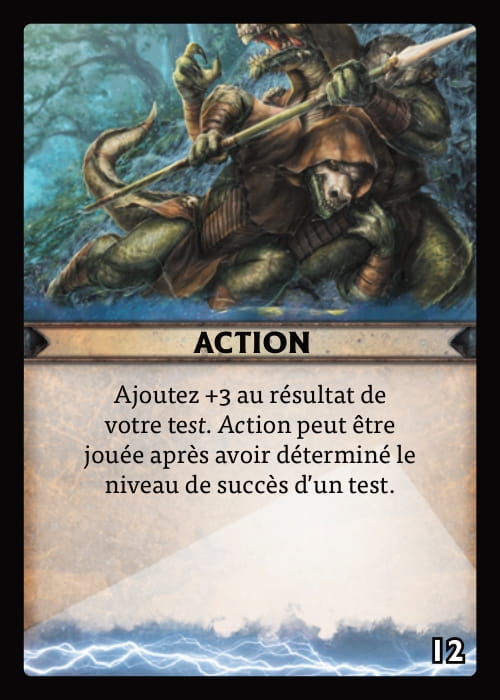 ACTION
Ajoutez +3 au résultat de
votre test. Action peut être
jouée après avoir déterminé le
niveau de succès d'un test.
12